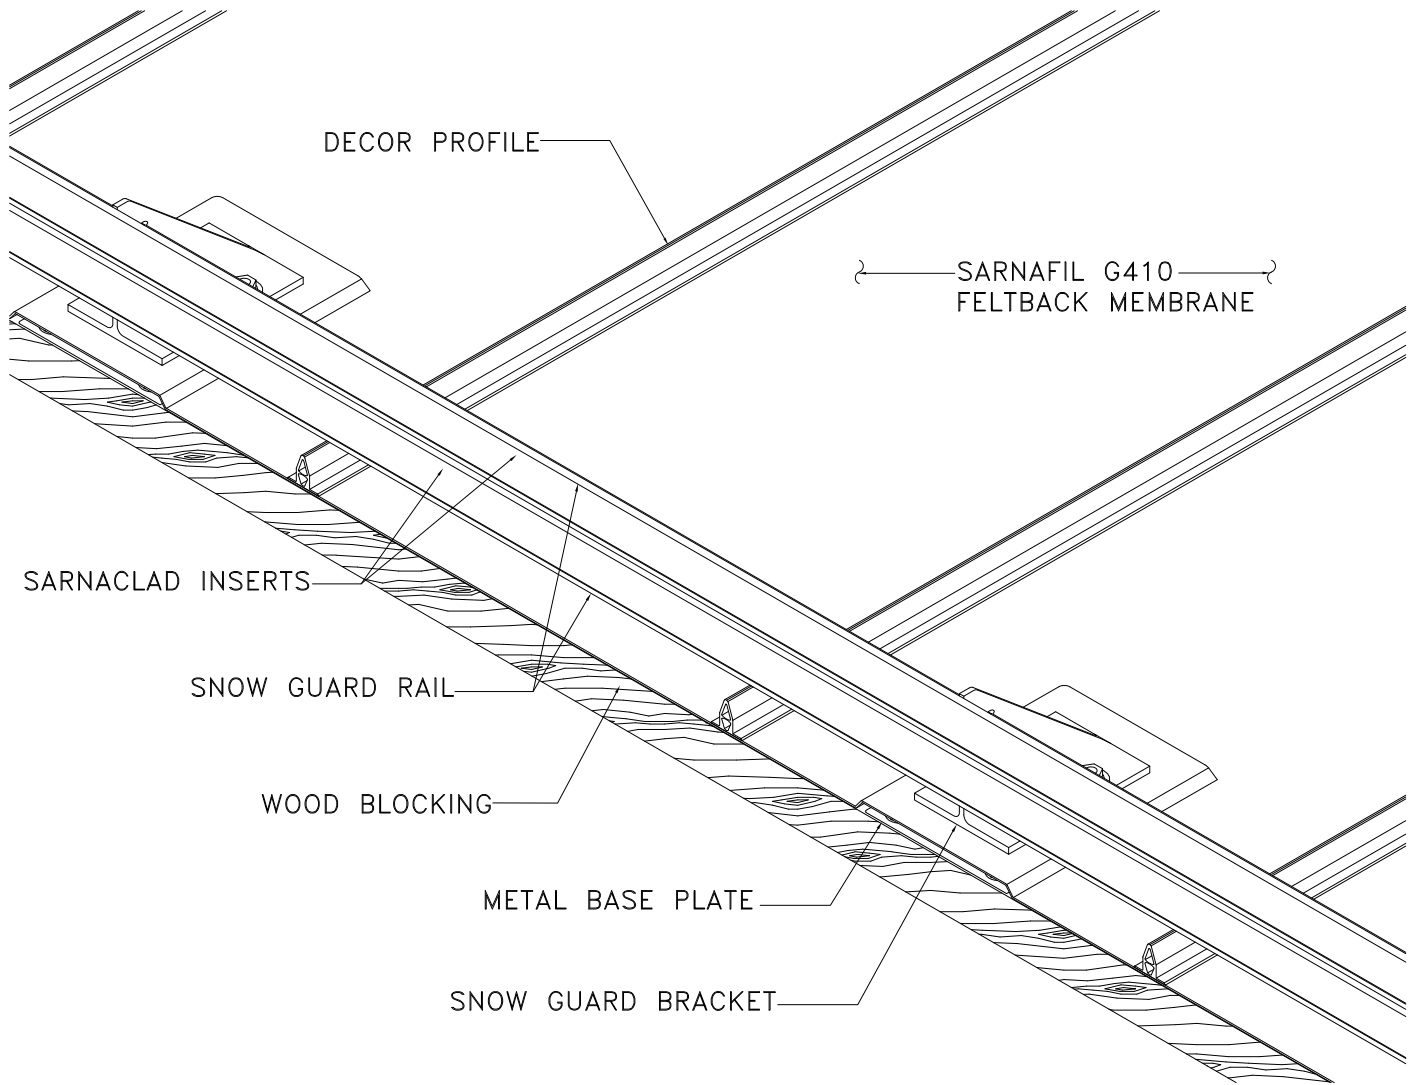 DECOR PROFILE
SARNAFIL G410
FELTBACK MEMBRANE
SARNACLAD INSERTS
SNOW GUARD RAIL
WOOD BLOCKING
METAL BASE PLATE
SNOW GUARD BRACKET